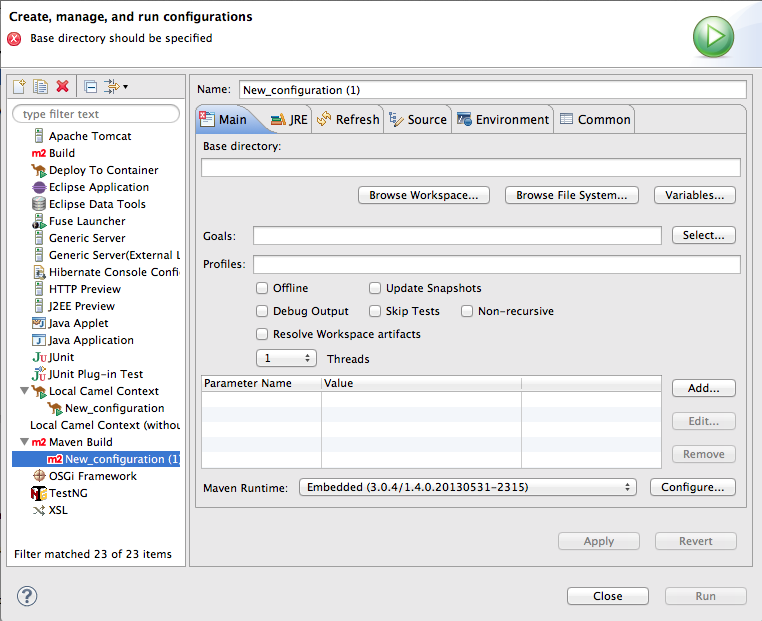 Create, manage, and run configurations
Base directory should be specified
type filter text
Apache Tomcat
m2 Build
Deploy To Container
Eclipse Application
Eclipse Data Tools
Fuse Launcher
Generic Server
Generic Server(External L
Hibernate Console Confi
HTTP Preview
J2EE Preview
Java Applet
Java Application
Ju JUnit
JUnit Plug-in Test
Local Camel Context
New_configuration
Local Camel Context (withou
m2 Maven Build
m2 New_configuration (1)
OSGi Framework
TestNG
XSL
Filter matched 23 of 23 items
Name: New_configuration (1)
Main JRE Refresh Source Environment Common
Base directory:
Browse Workspace... Browse File System... Variables...
Goals: Select...
Profiles:
Offline Update Snapshots
Debug Output Skip Tests Non-recursive
Resolve Workspace artifacts
1 Threads
Parameter Name Value
Add...
Edit...
Remove
Maven Runtime: Embedded (3.0.4/1.4.0.20130531-2315) Configure...
Apply Revert
? Close Run